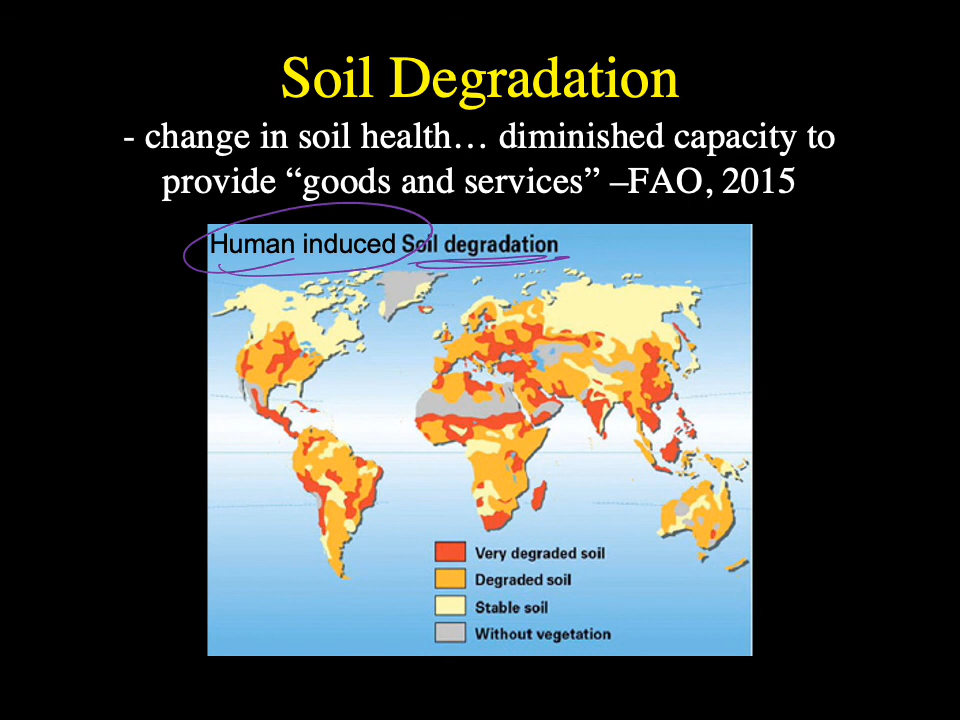 Soil Degradation
- change in soil health… diminished capacity to
provide “goods and services” –FAO, 2015
Human induced Soil degradation
Very degraded soil
Degraded soil
Stable soil
Without vegetation